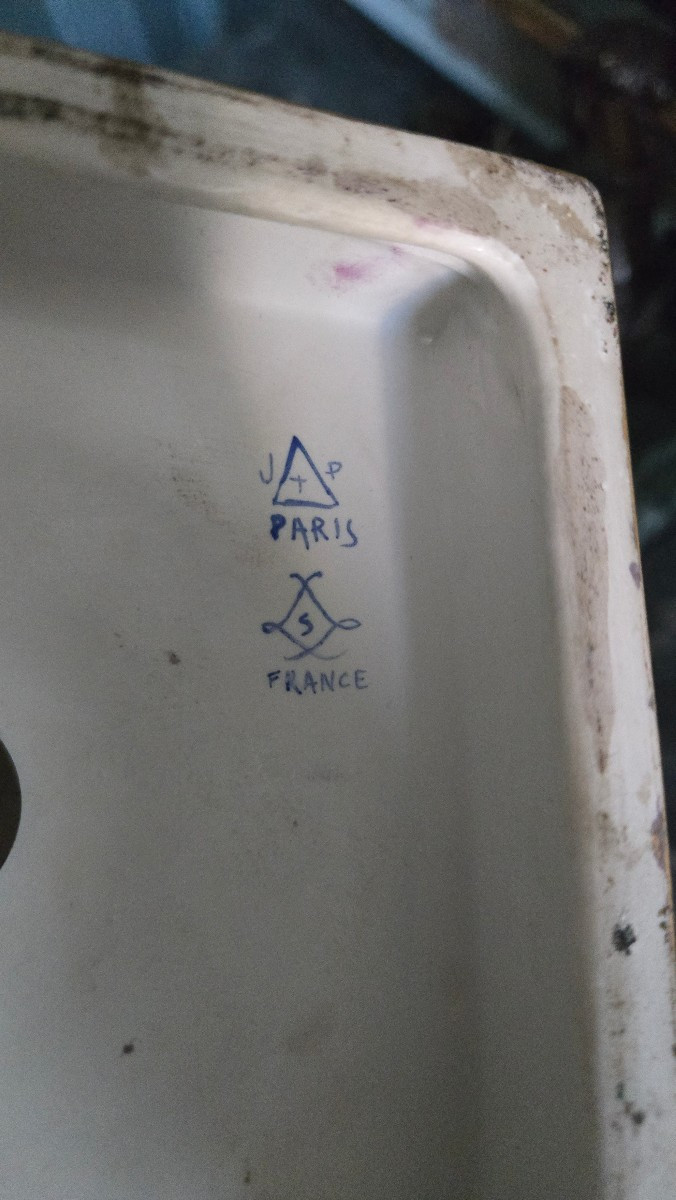 J + P
PARIS
S
FRANCE